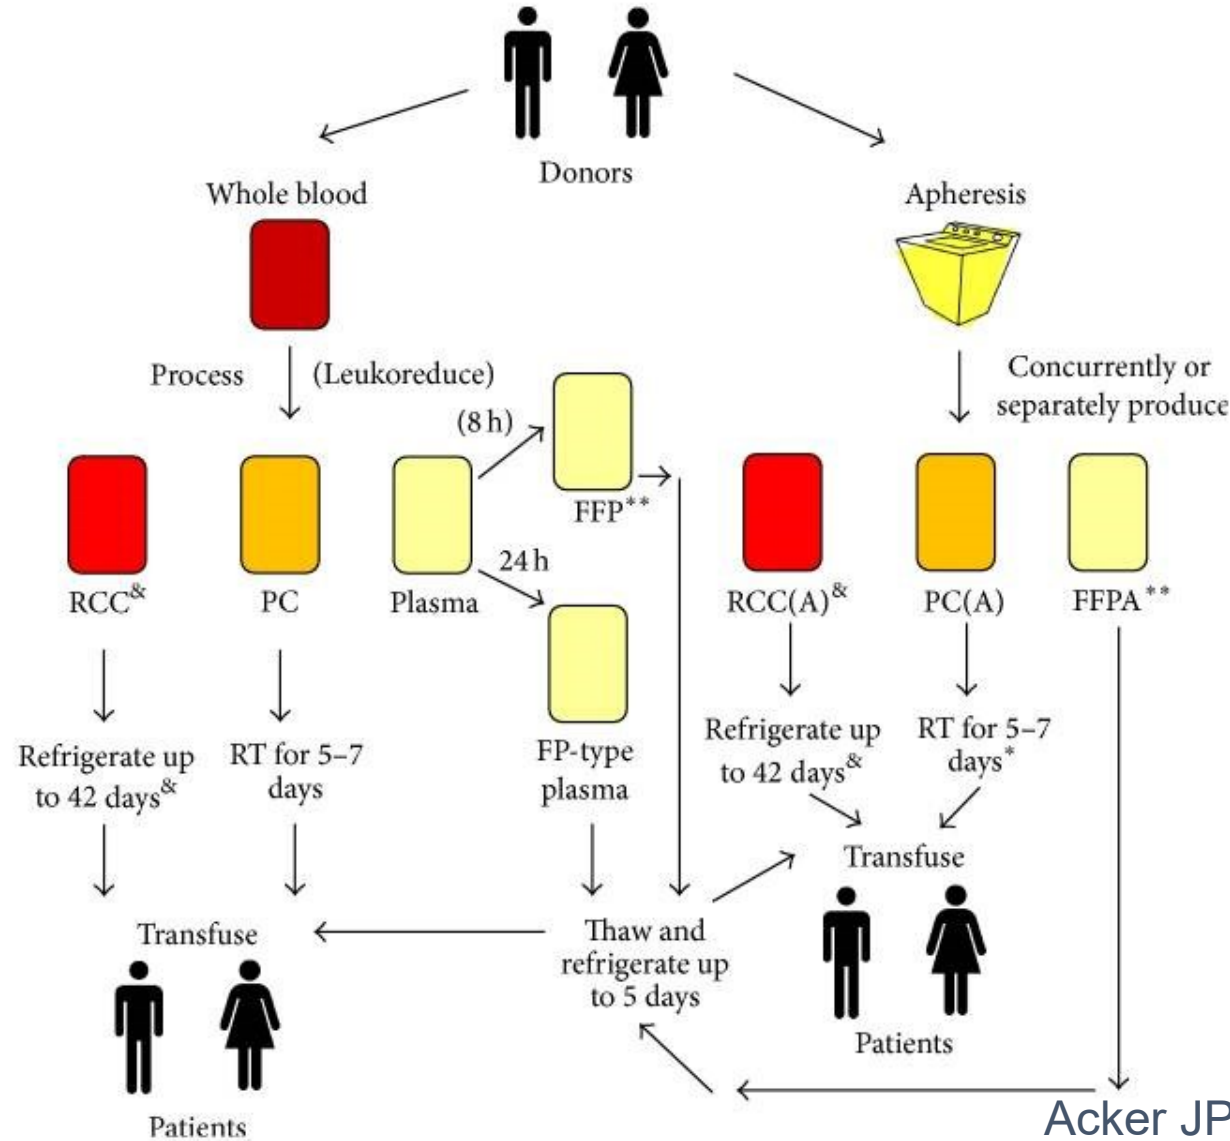 Donors
Whole blood
Apheresis
Process
(Leukoreduce)
Concurrently or
separately produce
(8 h)
FFP**
24 h
RCC&
PC
Plasma
FP-type
plasma
RCC(A)&
PC(A)
FFPA**
Refrigerate up
to 42 days&
RT for 5–7
days
Refrigerate up
to 42 days&
RT for 5–7
days*
Transfuse
Patients
Thaw and
refrigerate up
to 5 days
Transfuse
Patients
Acker JP